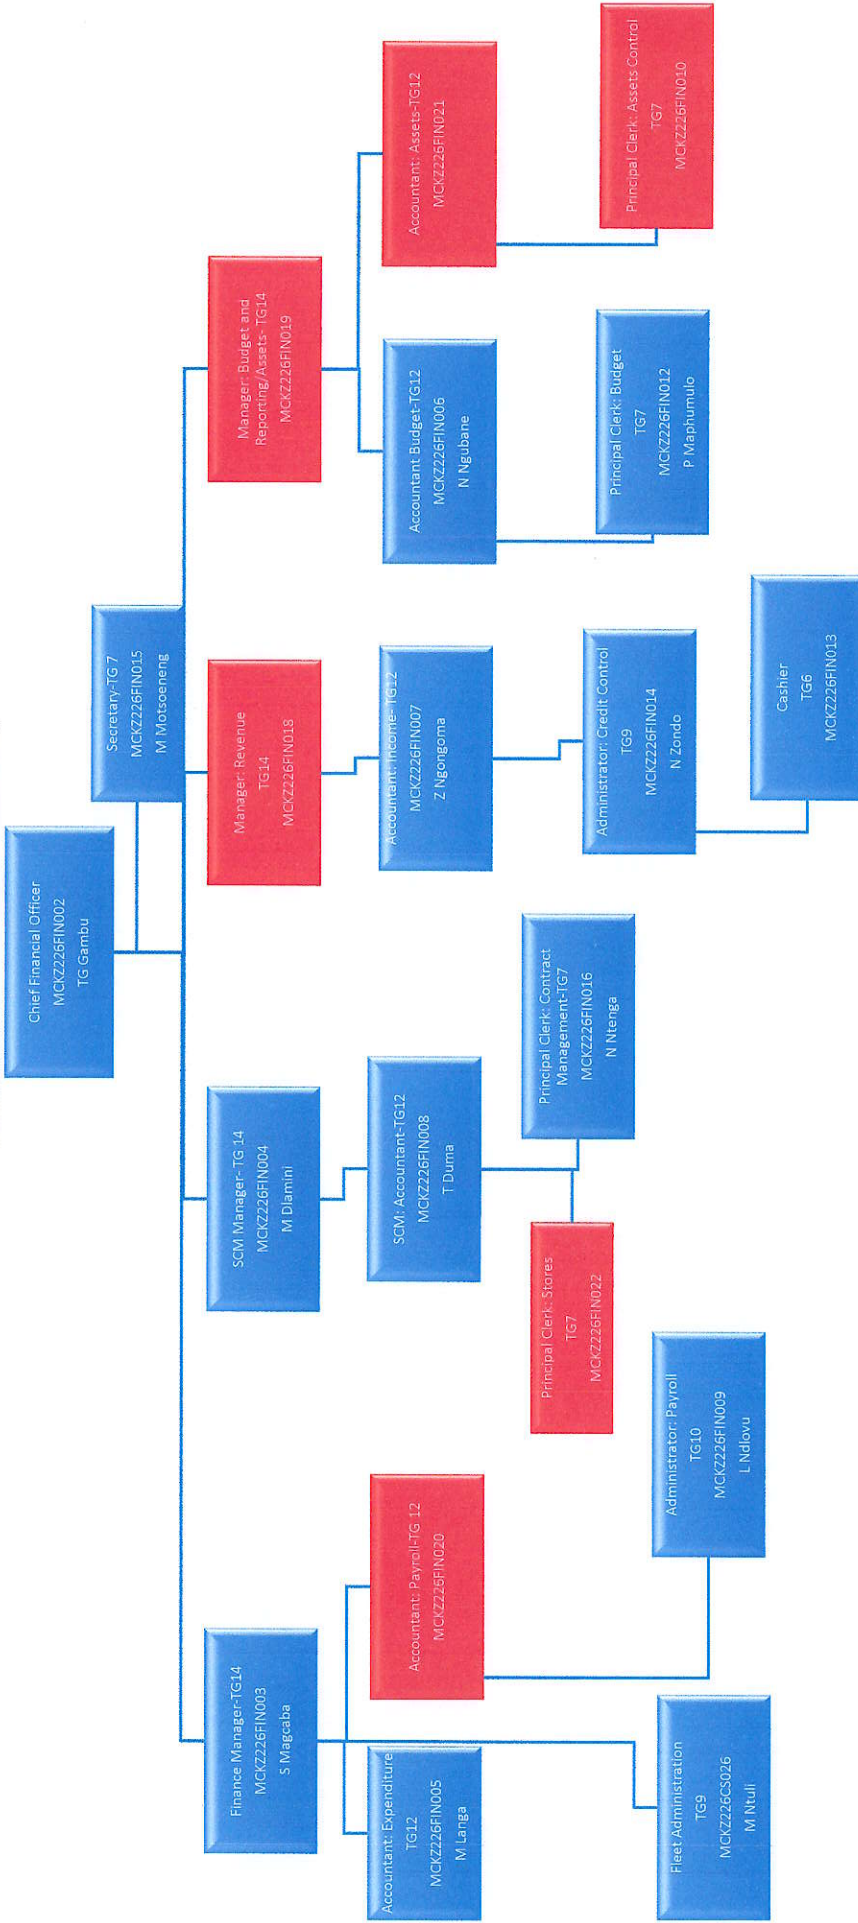 Chief Financial Officer
MCKZ226FIN002
TG Gambu
Secretary-TG 7
MCKZ226FIN015
M Motsoeneng
Finance Manager-TG14
MCKZ226FIN003
S Magcaba
SCM Manager- TG 14
MCKZ226FIN004
M Dlamini
Manager: Revenue
TG14
MCKZ226FIN018
Manager: Budget and
Reporting/Assets- TG14
MCKZ226FIN019
Accountant: Expenditure
TG12
MCKZ226FIN005
M Langa
Accountant: Payroll-TG 12
MCKZ226FIN020
SCM: Accountant-TG12
MCKZ226FIN008
T Duma
Accountant: Income- TG12
MCKZ226FIN007
Z Ngongoma
Accountant Budget-TG12
MCKZ226FIN006
N Ngubane
Accountant: Assets-TG12
MCKZ226FIN021
Fleet Administration
TG9
MCKZ226CS026
M Ntuli
Administrator: Payroll
TG10
MCKZ226FIN009
L Ndlovu
Principal Clerk: Stores
TG7
MCKZ226FIN022
Principal Clerk: Contract
Management-TG7
MCKZ226FIN016
N Ntenga
Administrator: Credit Control
TG9
MCKZ226FIN014
N Zondo
Principal Clerk: Budget
TG7
MCKZ226FIN012
P Maphumulo
Principal Clerk: Assets Control
TG7
MCKZ226FIN010
Cashier
TG6
MCKZ226FIN013